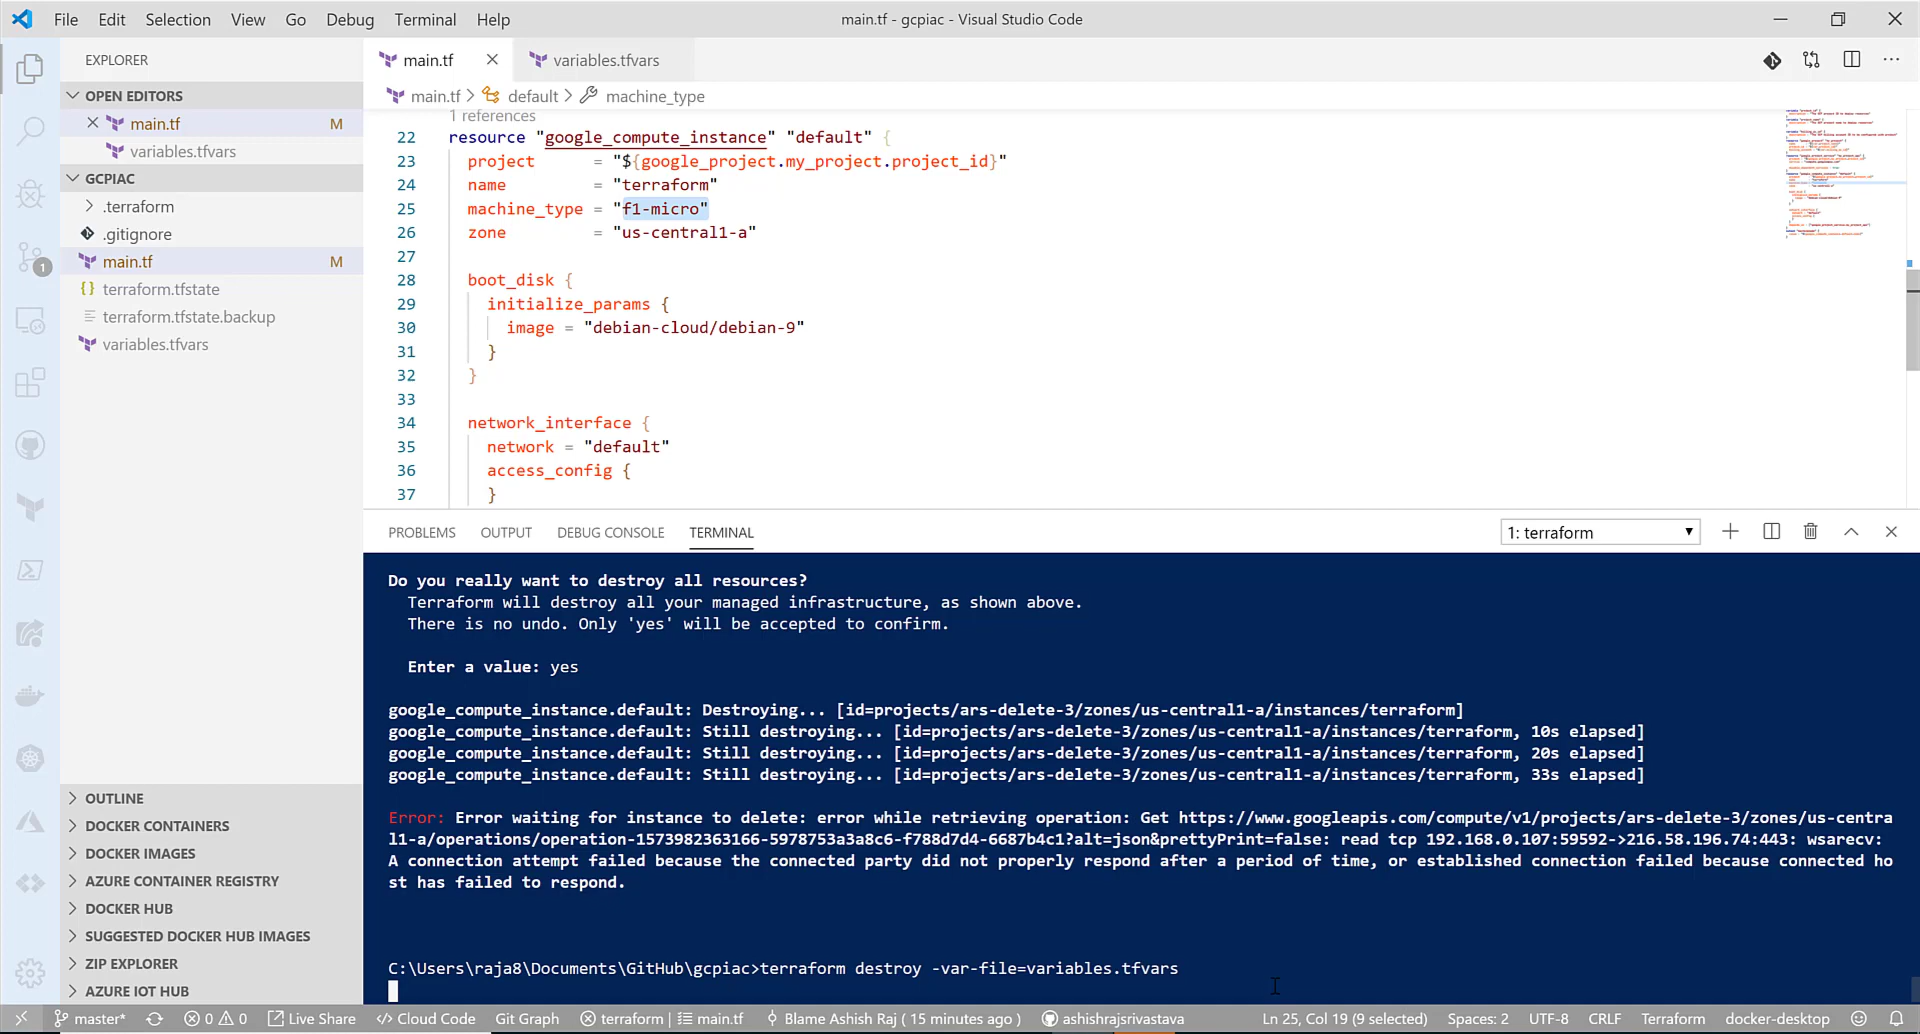 File Edit Selection View Go Debug Terminal Help
main.tf - gcpiac - Visual Studio Code
EXPLORER
OPEN EDITORS
main.tf M
variables.tfvars
GCPIAC
.terraform
.gitignore
main.tf M
terraform.tfstate
terraform.tfstate.backup
variables.tfvars
1
OUTLINE
DOCKER CONTAINERS
DOCKER IMAGES
AZURE CONTAINER REGISTRY
DOCKER HUB
SUGGESTED DOCKER HUB IMAGES
ZIP EXPLORER
AZURE IOT HUB
main.tf variables.tfvars
main.tf > default > machine_type
1 references
22 resource "google_compute_instance" "default" {
23 project = "${google_project.my_project.project_id}"
24 name = "terraform"
25 machine_type = "f1-micro"
26 zone = "us-central1-a"
27
28 boot_disk {
29 initialize_params {
30 image = "debian-cloud/debian-9"
31 }
32 }
33
34 network_interface {
35 network = "default"
36 access_config {
37 }
PROBLEMS OUTPUT DEBUG CONSOLE TERMINAL 1: terraform
Do you really want to destroy all resources?
Terraform will destroy all your managed infrastructure, as shown above.
There is no undo. Only 'yes' will be accepted to confirm.
Enter a value: yes
google_compute_instance.default: Destroying... [id=projects/ars-delete-3/zones/us-central1-a/instances/terraform]
google_compute_instance.default: Still destroying... [id=projects/ars-delete-3/zones/us-central1-a/instances/terraform, 10s elapsed]
google_compute_instance.default: Still destroying... [id=projects/ars-delete-3/zones/us-central1-a/instances/terraform, 20s elapsed]
google_compute_instance.default: Still destroying... [id=projects/ars-delete-3/zones/us-central1-a/instances/terraform, 33s elapsed]
Error: Error waiting for instance to delete: error while retrieving operation: Get https://www.googleapis.com/compute/v1/projects/ars-delete-3/zones/us-centra
l1-a/operations/operation-1573982363166-5978753a3a8c6-f788d7d4-6687b4c1?alt=json&prettyPrint=false: read tcp 192.168.0.107:59592->216.58.196.74:443: wsarecv:
A connection attempt failed because the connected party did not properly respond after a period of time, or established connection failed because connected ho
st has failed to respond.
C:\Users\raja8\Documents\GitHub\gcpiac>terraform destroy -var-file=variables.tfvars
master* 0 0 Live Share Cloud Code Git Graph terraform | main.tf Blame Ashish Raj ( 15 minutes ago ) ashishrajsrivastava Ln 25, Col 19 (9 selected) Spaces: 2 UTF-8 CRLF Terraform docker-desktop